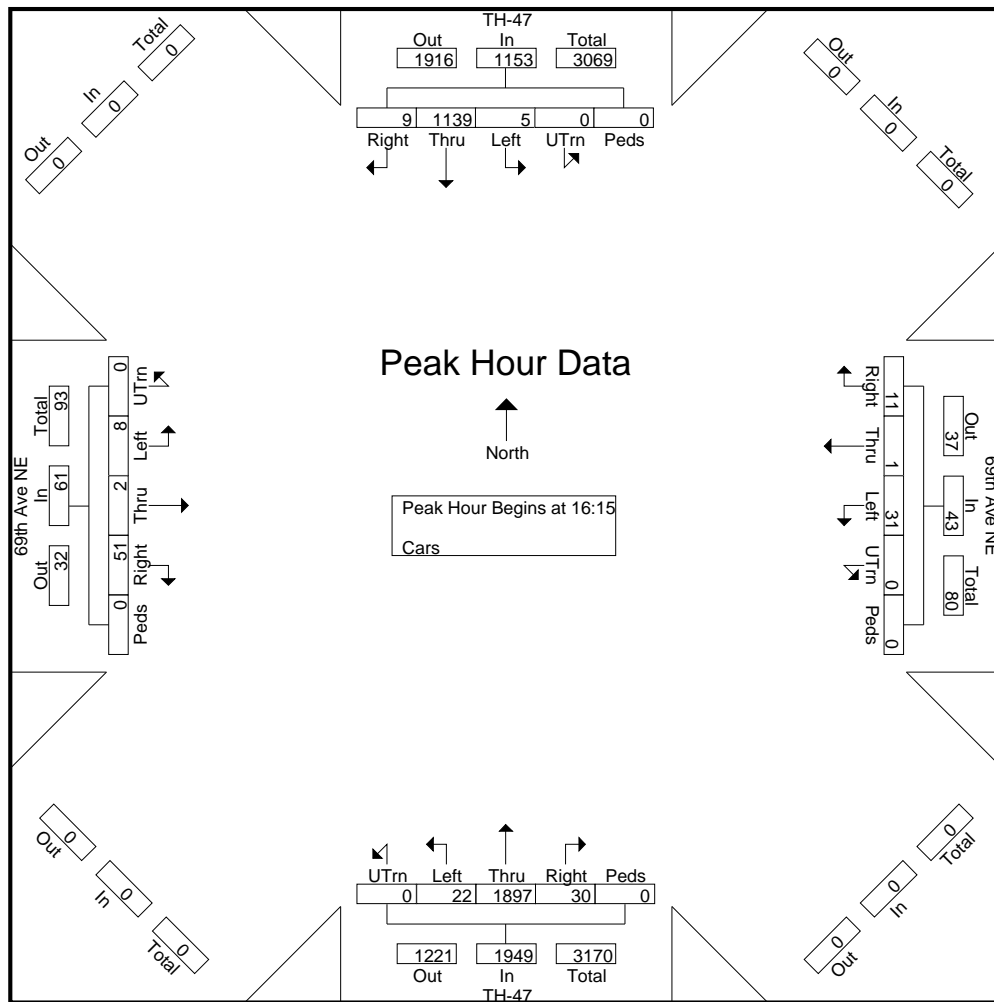 TH-47
Out In Total
1916 1153 3069
9 1139 5 0 0
Right Thru Left UTrn Peds
Total
0
In
0
Out
0
Out
0
In
0
Total
0
Peak Hour Data
North
Peak Hour Begins at 16:15
Cars
69th Ave NE
Out In Total
32 61 93
0 51 2 8 0
Peds Right Thru Left UTrn
69th Ave NE
Out In Total
37 43 80
11 1 31 0 0
Right Thru Left UTrn Peds
0
Out
0
In
0
Total
0
Total
0
In
0
Out
UTrn Left Thru Right Peds
0 22 1897 30 0
1221 1949 3170
Out In Total
TH-47